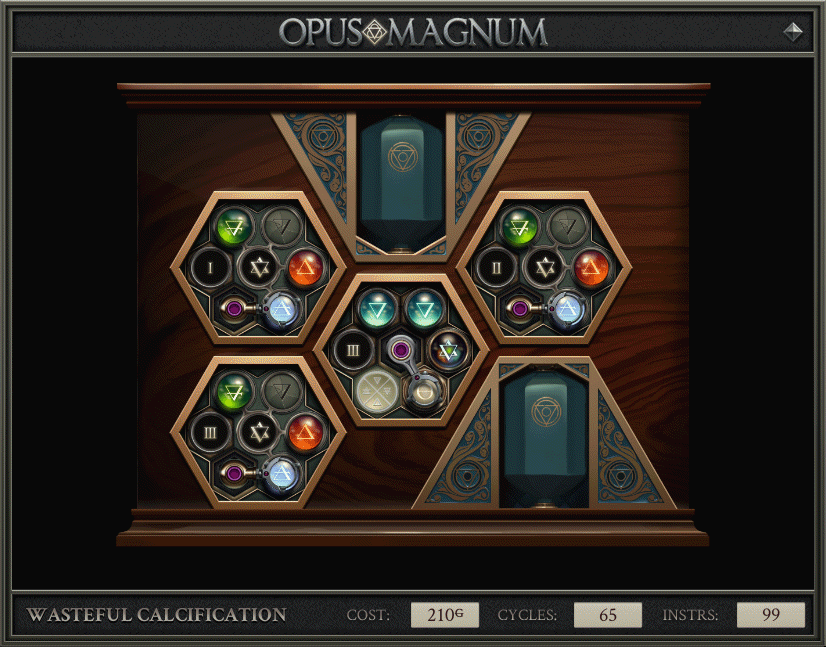 OPUS MAGNUM
I
II
III
III
WASTEFUL CALCIFICATION COST: 210G CYCLES: 65 INSTRS: 99